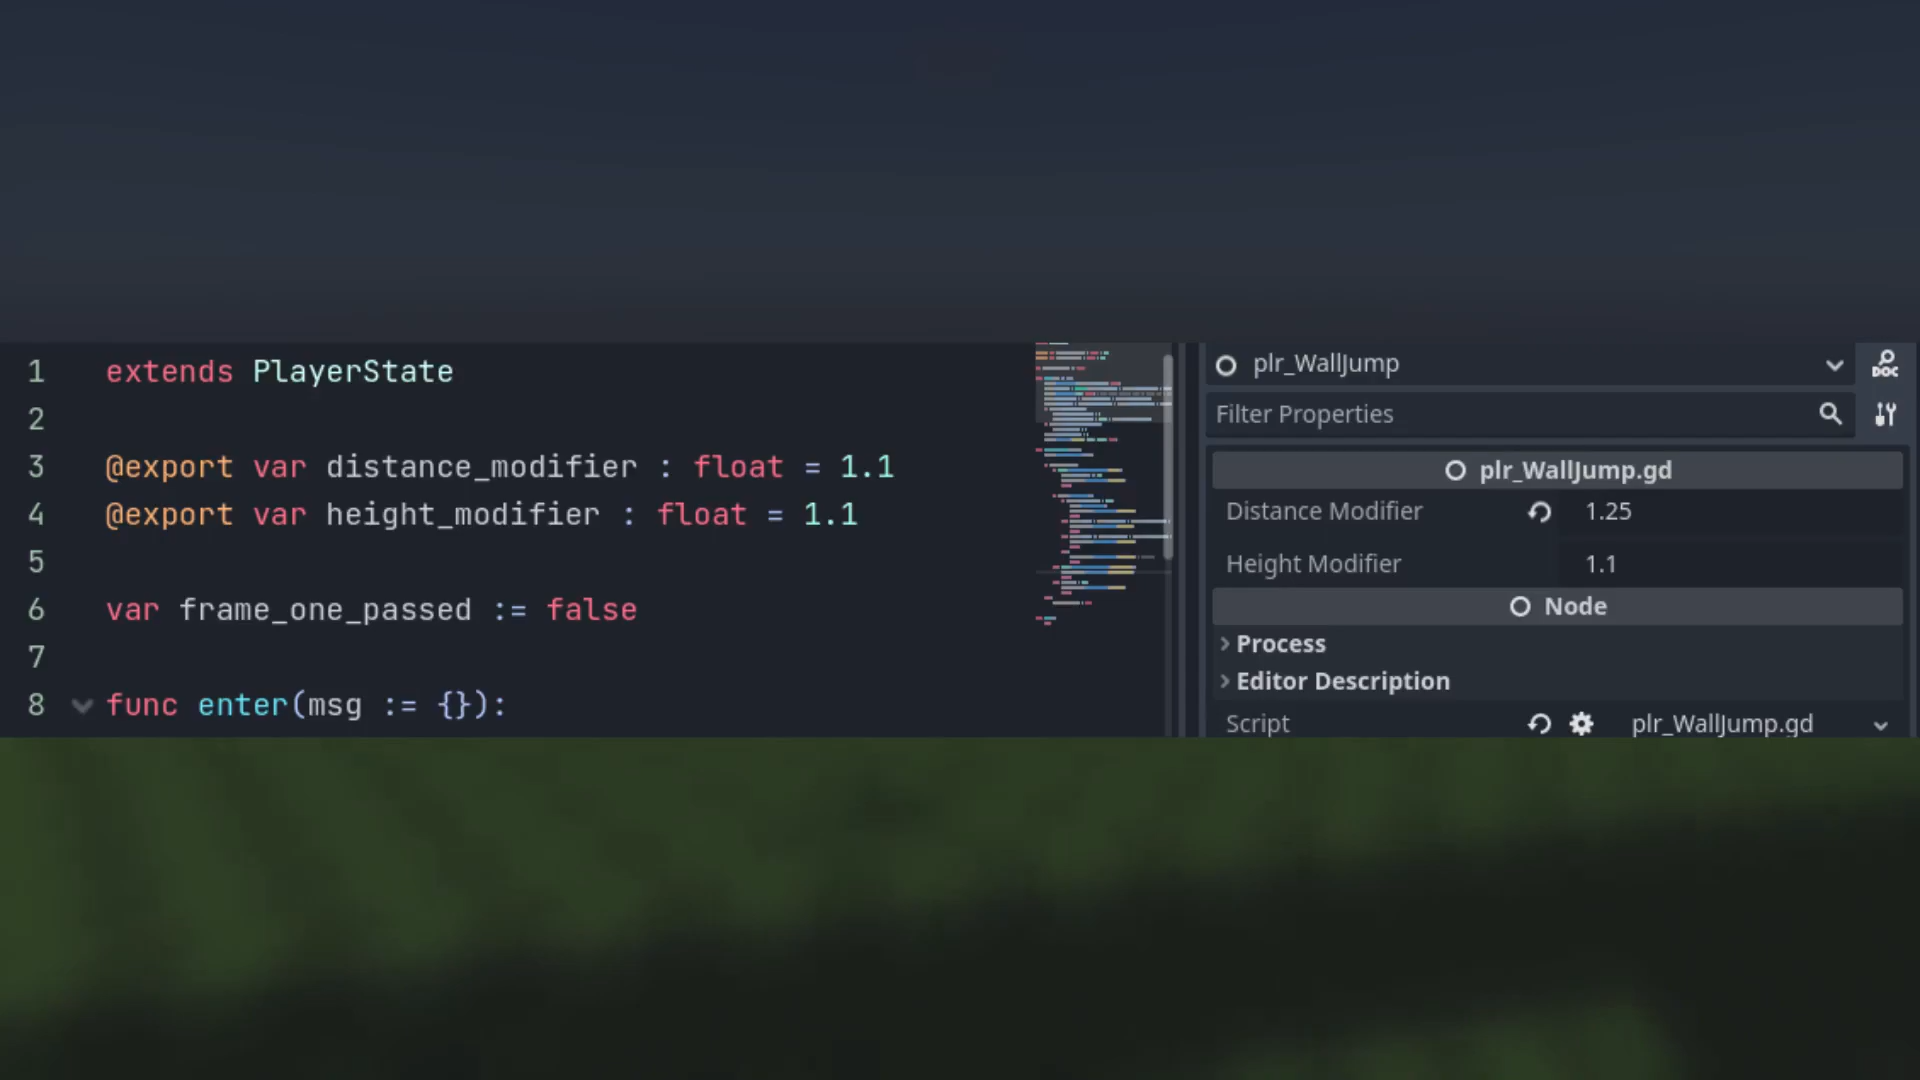 1 extends PlayerState
2
3 @export var distance_modifier : float = 1.1
4 @export var height_modifier : float = 1.1
5
6 var frame_one_passed := false
7
8 func enter(msg := {}):
plr_WallJump
DOC
Filter Properties
plr_WallJump.gd
Distance Modifier 1.25
Height Modifier 1.1
Node
Process
Editor Description
Script plr_WallJump.gd